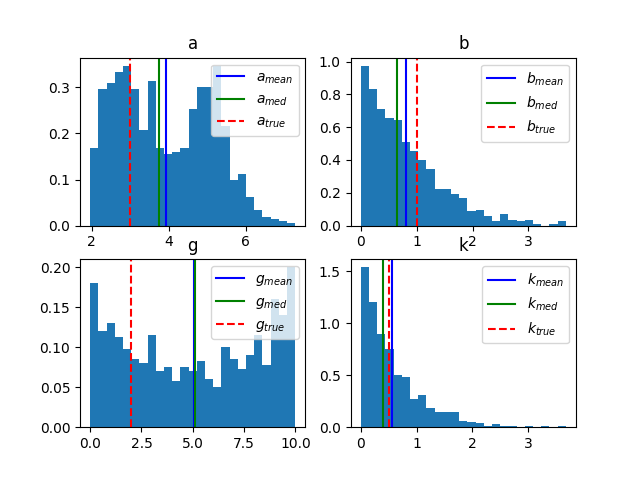 a
0.3
0.2
0.1
0.0
2
4
6
a_mean
a_med
a_true
b
1.0
0.8
0.6
0.4
0.2
0.0
0
1
2
3
b_mean
b_med
b_true
g
0.20
0.15
0.10
0.05
0.00
0.0
2.5
5.0
7.5
10.0
g_mean
g_med
g_true
k
1.5
1.0
0.5
0.0
0
1
2
3
k_mean
k_med
k_true